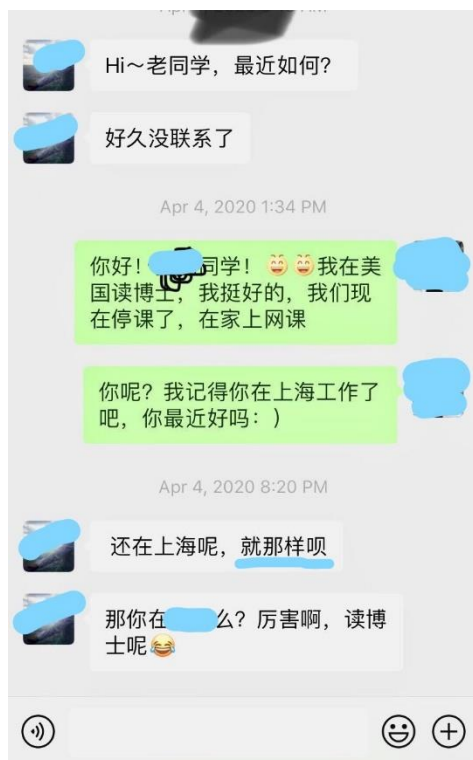 Hi～老同学，最近如何？
好久没联系了
Apr 4, 2020 1:34 PM
你好！同学！我在美
国读博士，我挺好的，我们现
在停课了，在家上网课
你呢？我记得你在上海工作了
吧，你最近好吗：）
Apr 4, 2020 8:20 PM
还在上海呢，就那样呗
那你在么？厉害啊，读博
士呢